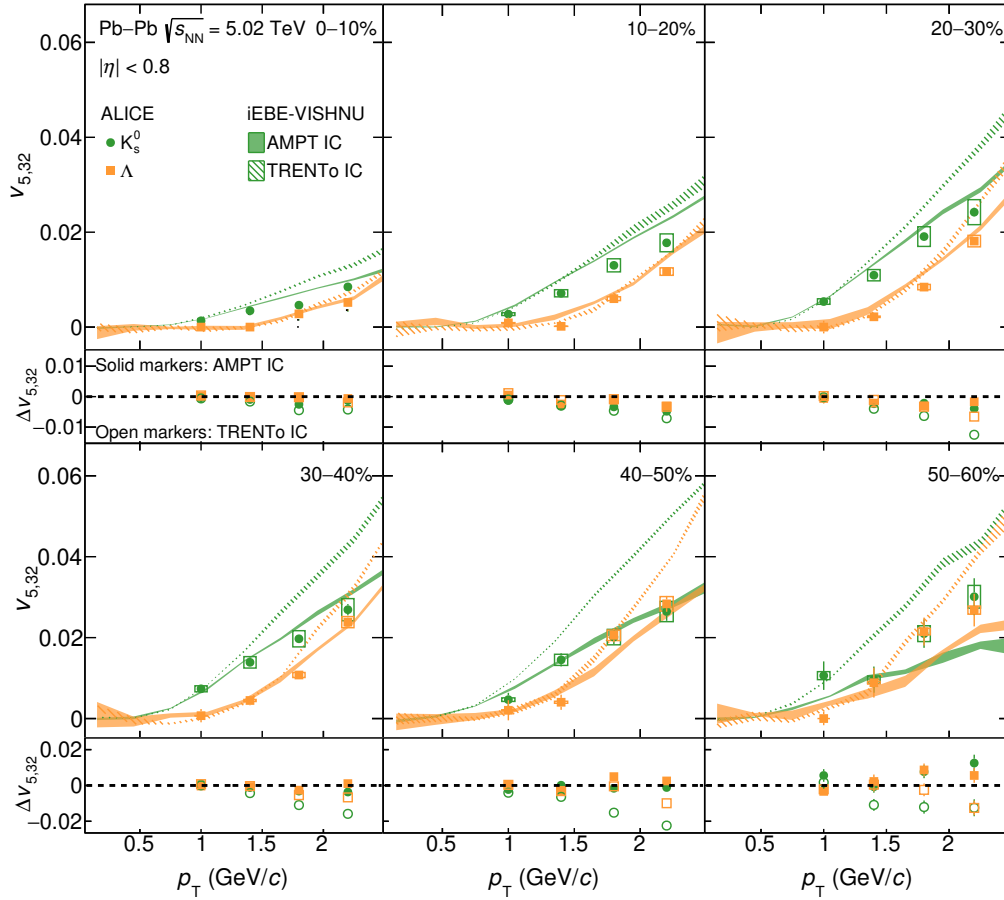 Pb–Pb √sNN = 5.02 TeV 0–10%
|η| < 0.8
ALICE
K0s
Λ
iEBE-VISHNU
AMPT IC
TRENTo IC
10–20%
20–30%
0.06
0.04
0.02
0
v5,32
Solid markers: AMPT IC
Open markers: TRENTo IC
0.01
0
−0.01
Δv5,32
30–40%
40–50%
50–60%
0.06
0.04
0.02
0
v5,32
0.02
0
−0.02
Δv5,32
0.5 1 1.5 2
0.5 1 1.5 2
0.5 1 1.5 2
pT (GeV/c)
pT (GeV/c)
pT (GeV/c)